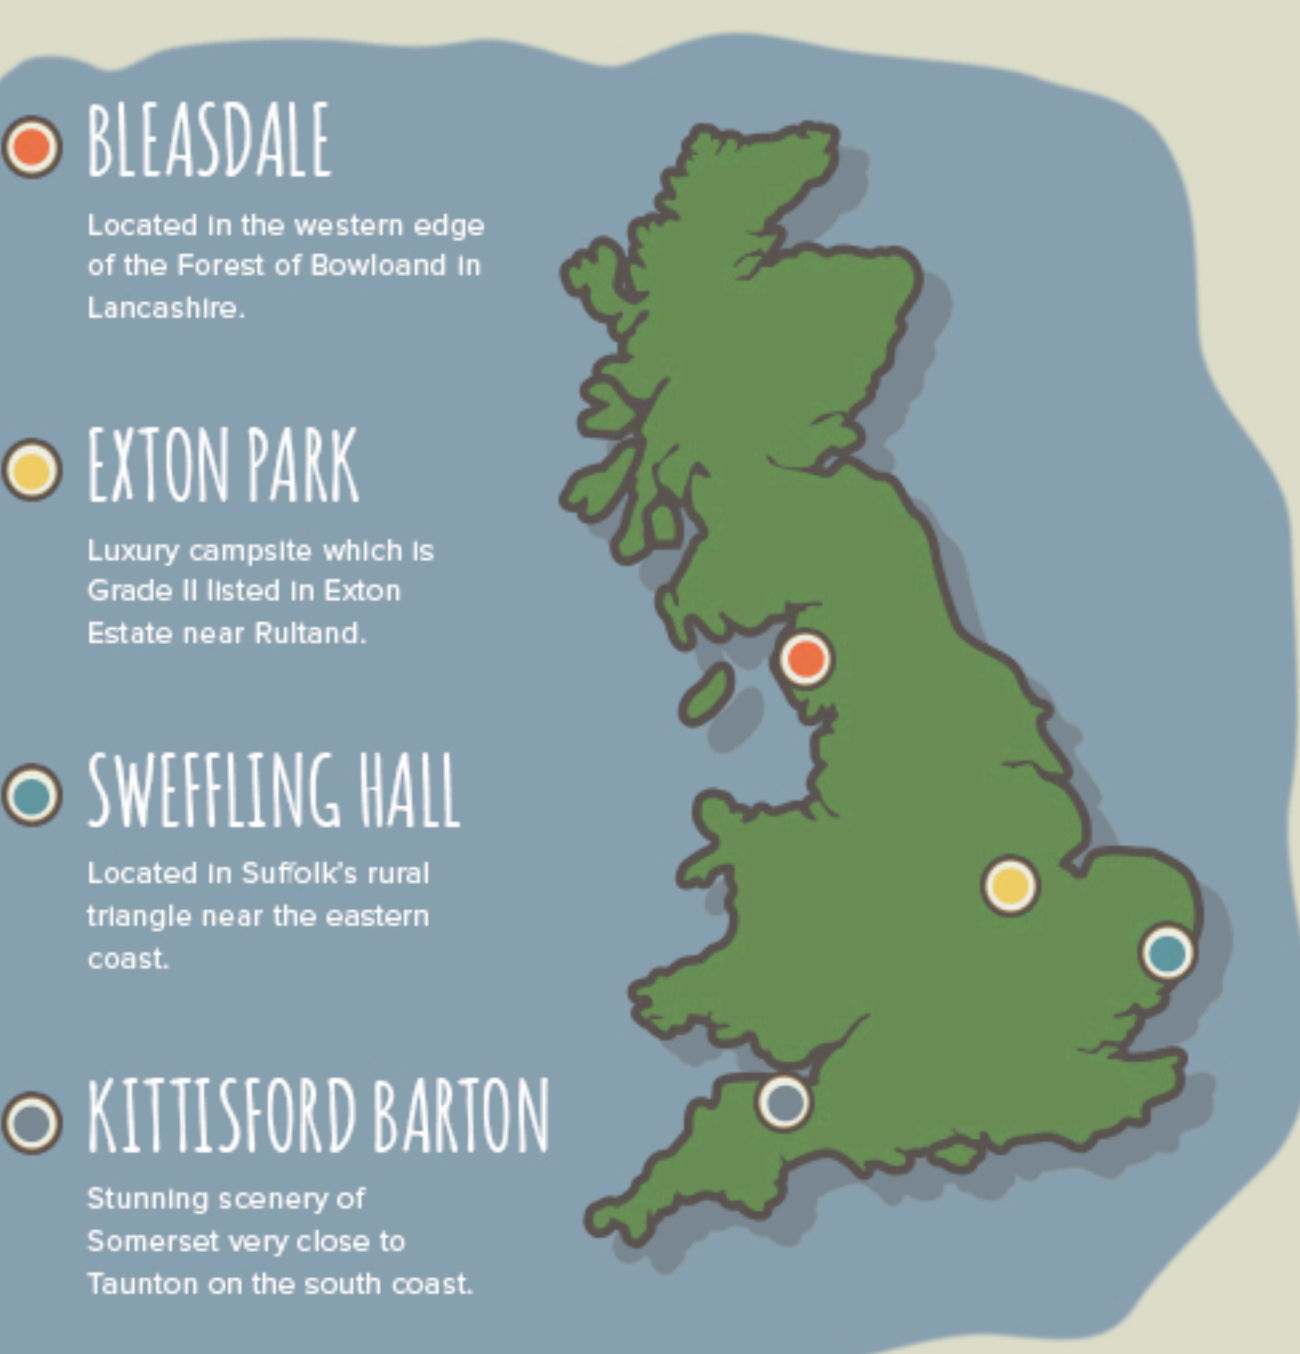 BLEASDALE
Located in the western edge
of the Forest of Bowloand in
Lancashire.
EXTON PARK
Luxury campsite which is
Grade II listed in Exton
Estate near Rultand.
SWEFFLING HALL
Located in Suffolk's rural
triangle near the eastern
coast.
KITTISFORD BARTON
Stunning scenery of
Somerset very close to
Taunton on the south coast.